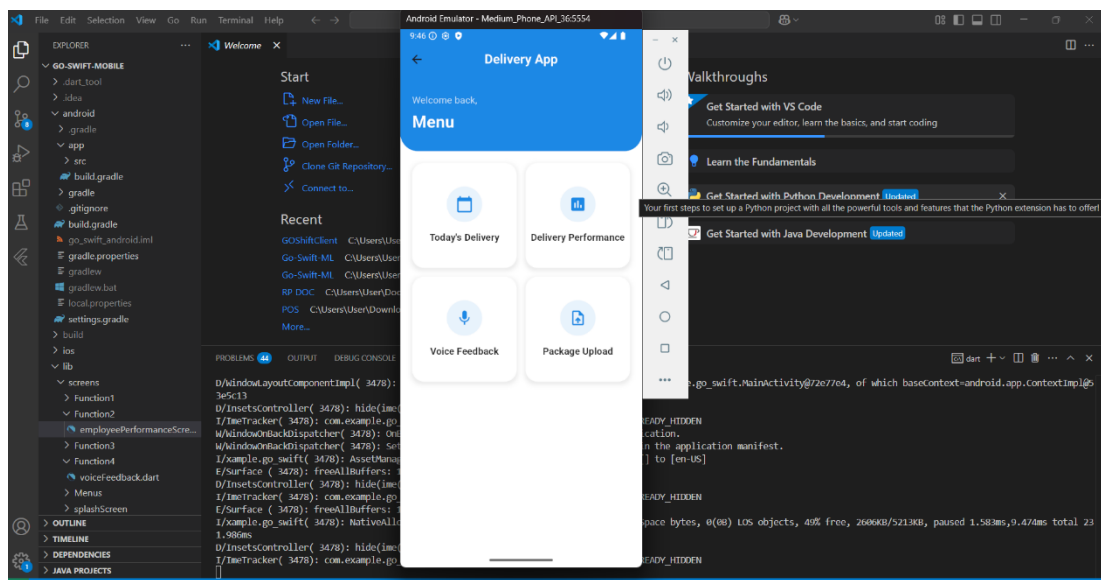 File Edit Selection View Go Run Terminal Help
Android Emulator - Medium_Phone_API_36:5554
EXPLORER
GO-SWIFT-MOBILE
.dart_tool
.idea
android
.gradle
app
src
build.gradle
gradle
.gitignore
build.gradle
go_swift_android.iml
gradle.properties
gradlew
gradlew.bat
local.properties
settings.gradle
build
ios
lib
screens
Function1
Function2
employeePerformanceScre...
Function3
Function4
voiceFeedback.dart
Menus
splashScreen
OUTLINE
TIMELINE
DEPENDENCIES
JAVA PROJECTS
8
1
Welcome
Start
New File...
Open File...
Open Folder...
Clone Git Repository...
Connect to...
Recent
GOShiftClient C:\Users\Use
Go-Swift-ML C:\Users\User
Go-Swift-ML C:\Users\User
RP DOC C:\Users\User\Doc
POS C:\Users\User\Downlo
More...
9:46
Delivery App
Welcome back,
Menu
Today's Delivery
Delivery Performance
Voice Feedback
Package Upload
Walkthroughs
Get Started with VS Code
Customize your editor, learn the basics, and start coding
Learn the Fundamentals
Get Started with Python Development Updated
Your first steps to set up a Python project with all the powerful tools and features that the Python extension has to offer!
Get Started with Java Development Updated
PROBLEMS 44 OUTPUT DEBUG CONSOLE
dart
D/WindowLayoutComponentImpl( 3478): e.go_swift.MainActivity@72e77e4, of which baseContext=android.app.ContextImpl@5
3e5c13
D/InsetsController( 3478): hide(ime(
I/ImeTracker( 3478): com.example.go_ EADY_HIDDEN
W/WindowOnBackDispatcher( 3478): OnB cation.
W/WindowOnBackDispatcher( 3478): Set in the application manifest.
I/xample.go_swift( 3478): AssetManag ] to [en-US]
E/Surface ( 3478): freeAllBuffers: 1
D/InsetsController( 3478): hide(ime(
I/ImeTracker( 3478): com.example.go_ EADY_HIDDEN
E/Surface ( 3478): freeAllBuffers: 1
I/xample.go_swift( 3478): NativeAllo space bytes, 0(0B) LOS objects, 49% free, 2606KB/5213KB, paused 1.583ms,9.474ms total 23
1.986ms
D/InsetsController( 3478): hide(ime(
I/ImeTracker( 3478): com.example.go_ EADY_HIDDEN